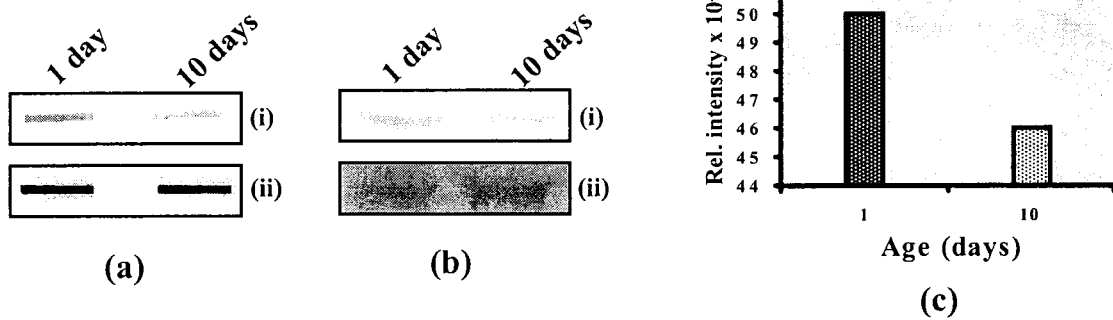 1 day
10 days
(i)
(ii)
(a)
1 day
10 days
(i)
(ii)
(b)
Rel. intensity x 10
50
49
48
47
46
45
44
1
10
Age (days)
(c)